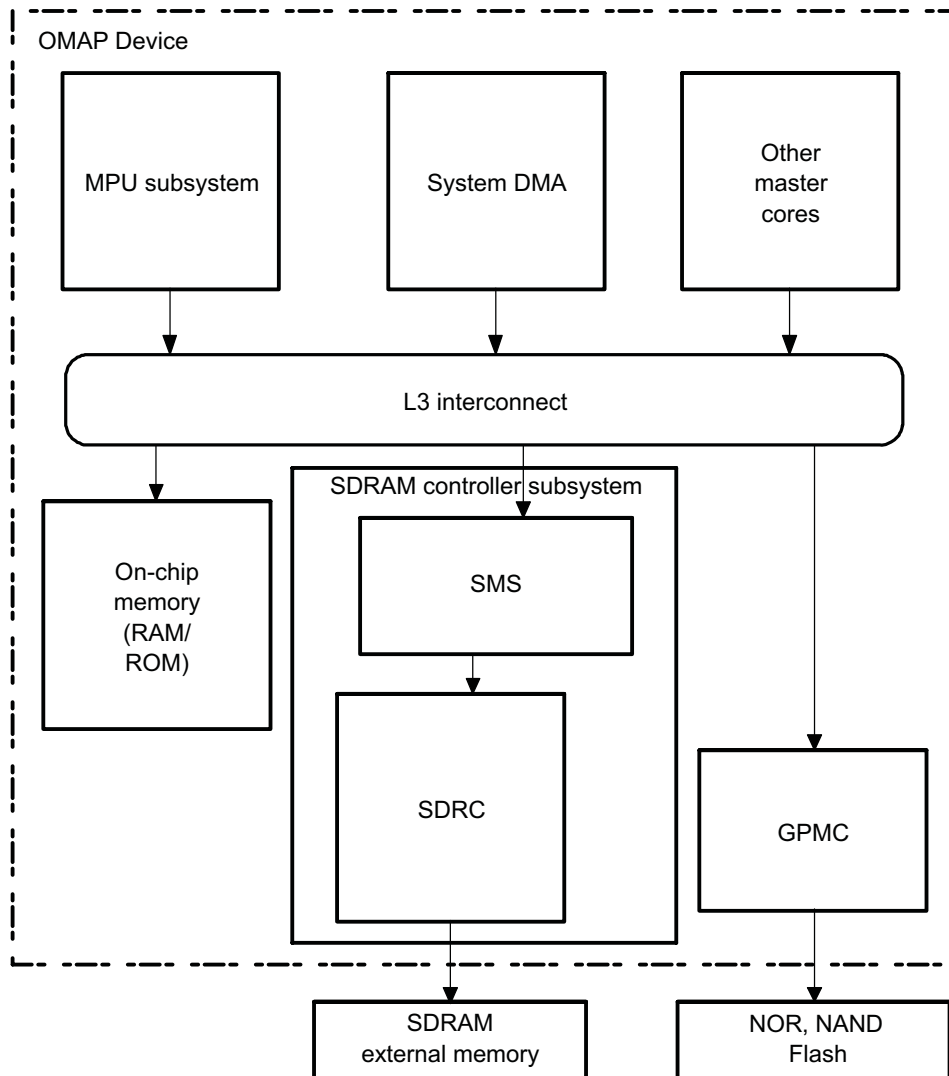 OMAP Device
MPU subsystem
System DMA
Other
master
cores
L3 interconnect
On-chip
memory
(RAM/
ROM)
SDRAM controller subsystem
SMS
SDRC
GPMC
SDRAM
external memory
NOR, NAND
Flash